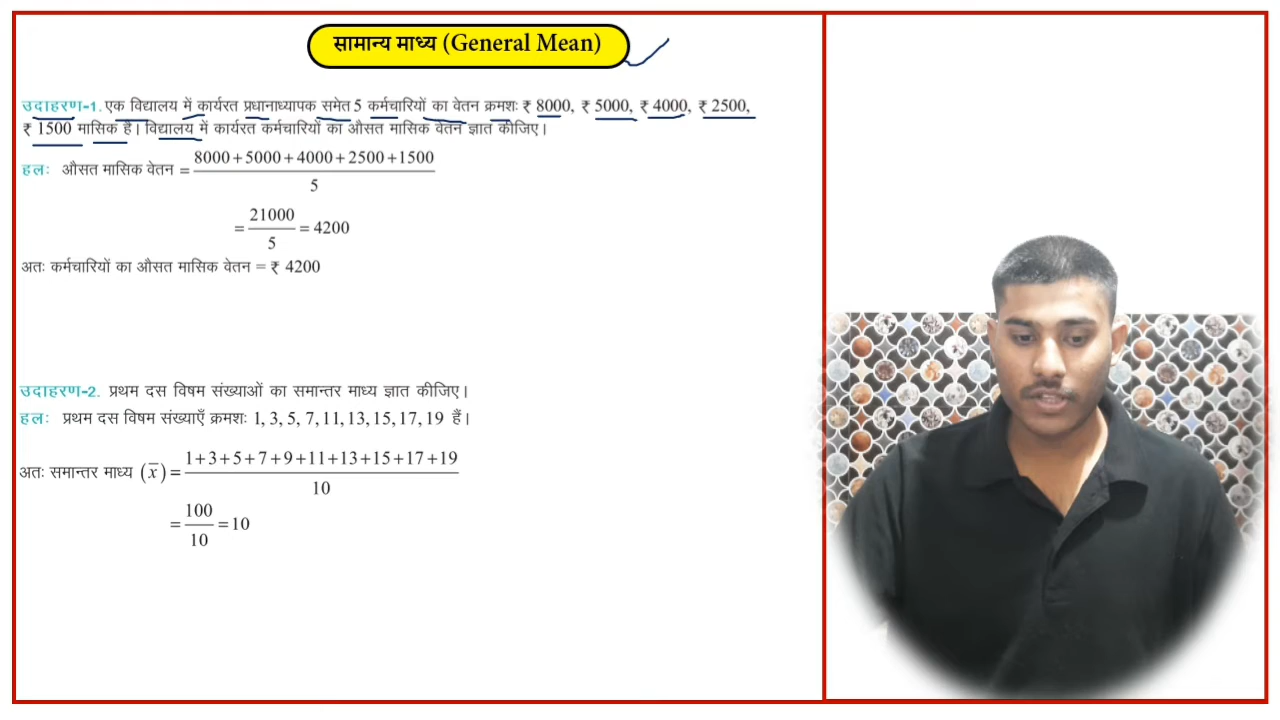 सामान्य माध्य (General Mean)
उदाहरण-1. एक विद्यालय में कार्यरत प्रधानाध्यापक समेत 5 कर्मचारियों का वेतन क्रमशः ₹ 8000, ₹ 5000, ₹ 4000, ₹ 2500,
₹ 1500 मासिक है। विद्यालय में कार्यरत कर्मचारियों का औसत मासिक वेतन ज्ञात कीजिए।
हलः औसत मासिक वेतन = 8000+5000+4000+2500+1500 / 5
= 21000 / 5 = 4200
अतः कर्मचारियों का औसत मासिक वेतन = ₹ 4200
उदाहरण-2. प्रथम दस विषम संख्याओं का समान्तर माध्य ज्ञात कीजिए।
हलः प्रथम दस विषम संख्याएँ क्रमशः 1, 3, 5, 7, 11, 13, 15, 17, 19 हैं।
अतः समान्तर माध्य (x̅) = 1+3+5+7+9+11+13+15+17+19 / 10
= 100 / 10 = 10